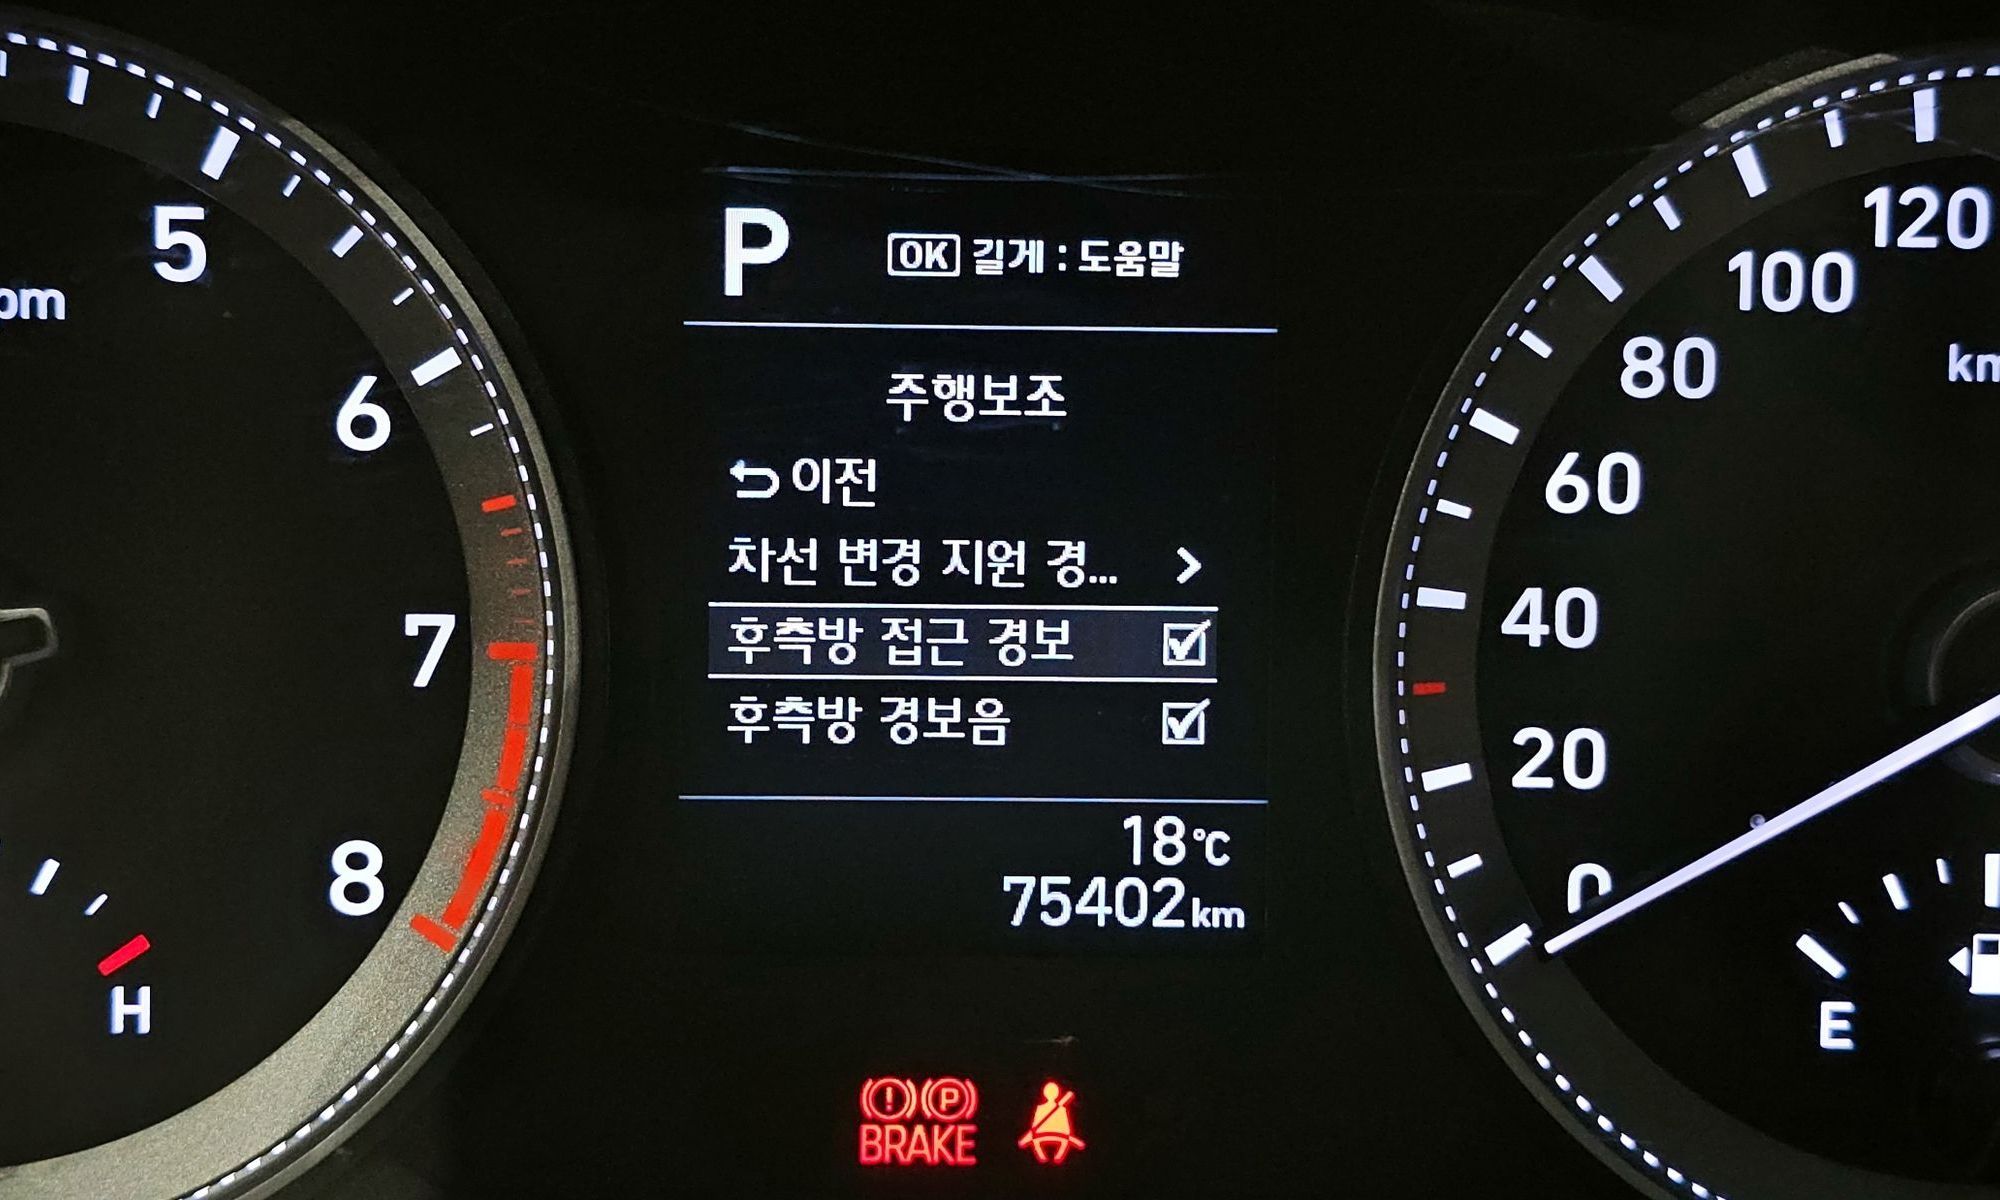 5
6
7
8
H
P
OK 길게 : 도움말
주행보조
이전
차선 변경 지원 경...
후측방 접근 경보
후측방 경보음
18°C
75402km
BRAKE
P
120
100
80
60
40
20
0
E